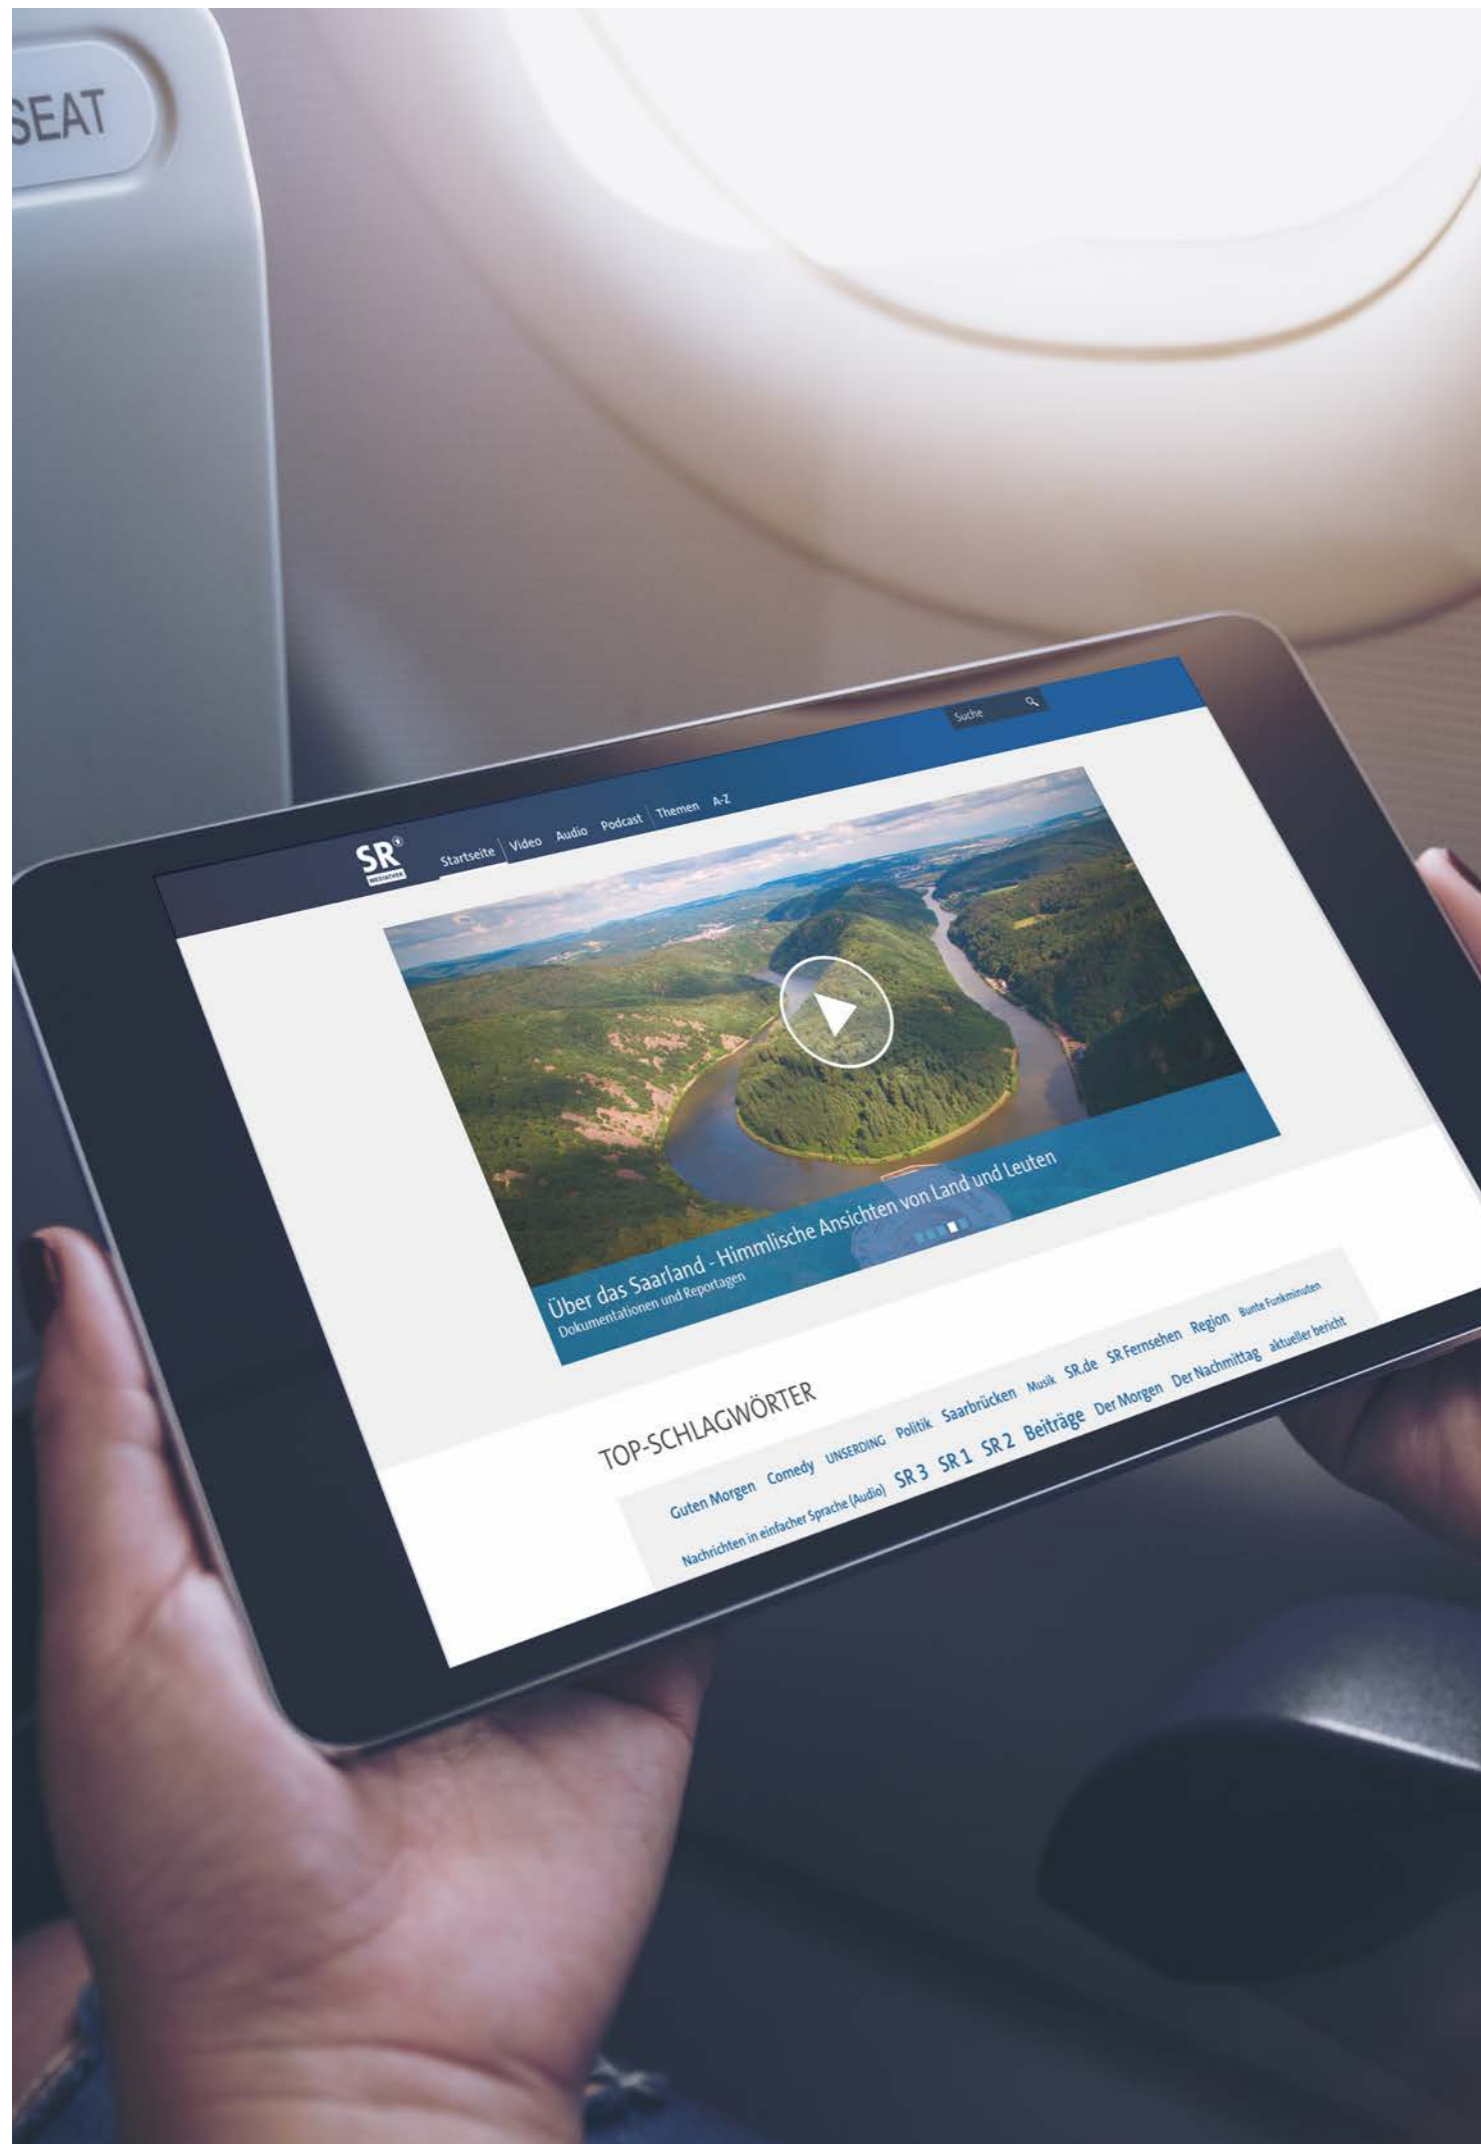 SEAT
Suche
SR
MEDIATHEK
Startseite Video Audio Podcast Themen A-Z
Über das Saarland - Himmlische Ansichten von Land und Leuten
Dokumentationen und Reportagen
TOP-SCHLAGWÖRTER
Guten Morgen Comedy UNSERDING Politik Saarbrücken Musik SR.de SR Fernsehen Region Bunte Funkminuten
Nachrichten in einfacher Sprache (Audio) SR 3 SR 1 SR 2 Beiträge Der Morgen Der Nachmittag aktueller bericht